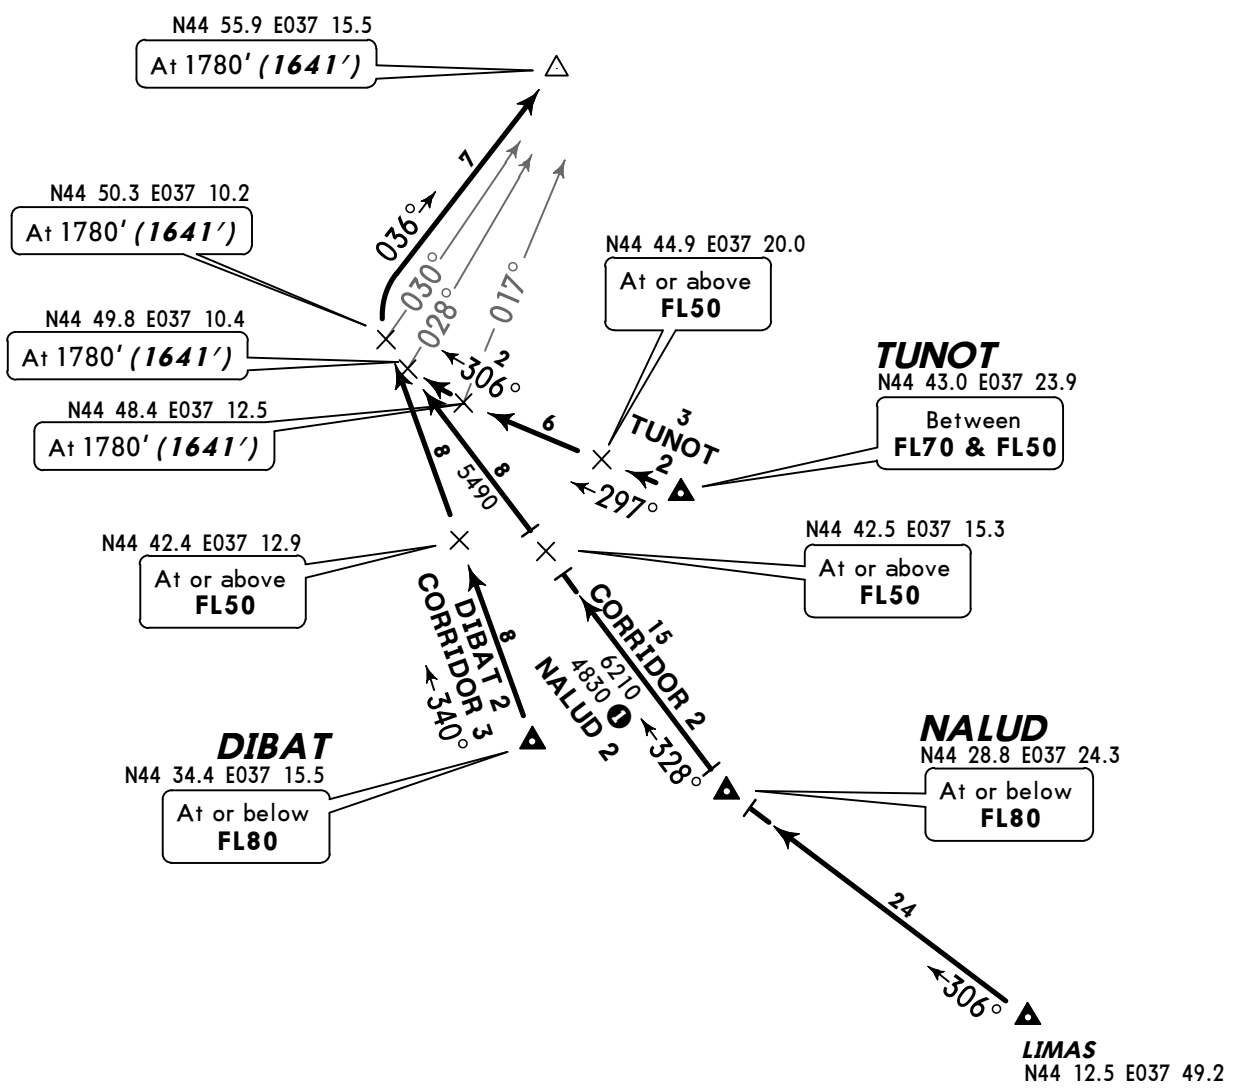 N44 55.9 E037 15.5
At 1780' (1641')
7
036°
N44 50.3 E037 10.2
At 1780' (1641')
030°
028°
017°
N44 44.9 E037 20.0
At or above
FL50
N44 49.8 E037 10.4
At 1780' (1641')
2
306°
TUNOT
N44 43.0 E037 23.9
Between
FL70 & FL50
N44 48.4 E037 12.5
At 1780' (1641')
6
3
TUNOT
2
297°
8
8
5490
N44 42.4 E037 12.9
At or above
FL50
N44 42.5 E037 15.3
At or above
FL50
8
DIBAT 2
CORRIDOR 3
340°
15
CORRIDOR 2
6210
4830 1
NALUD 2
328°
DIBAT
N44 34.4 E037 15.5
At or below
FL80
NALUD
N44 28.8 E037 24.3
At or below
FL80
24
306°
LIMAS
N44 12.5 E037 49.2